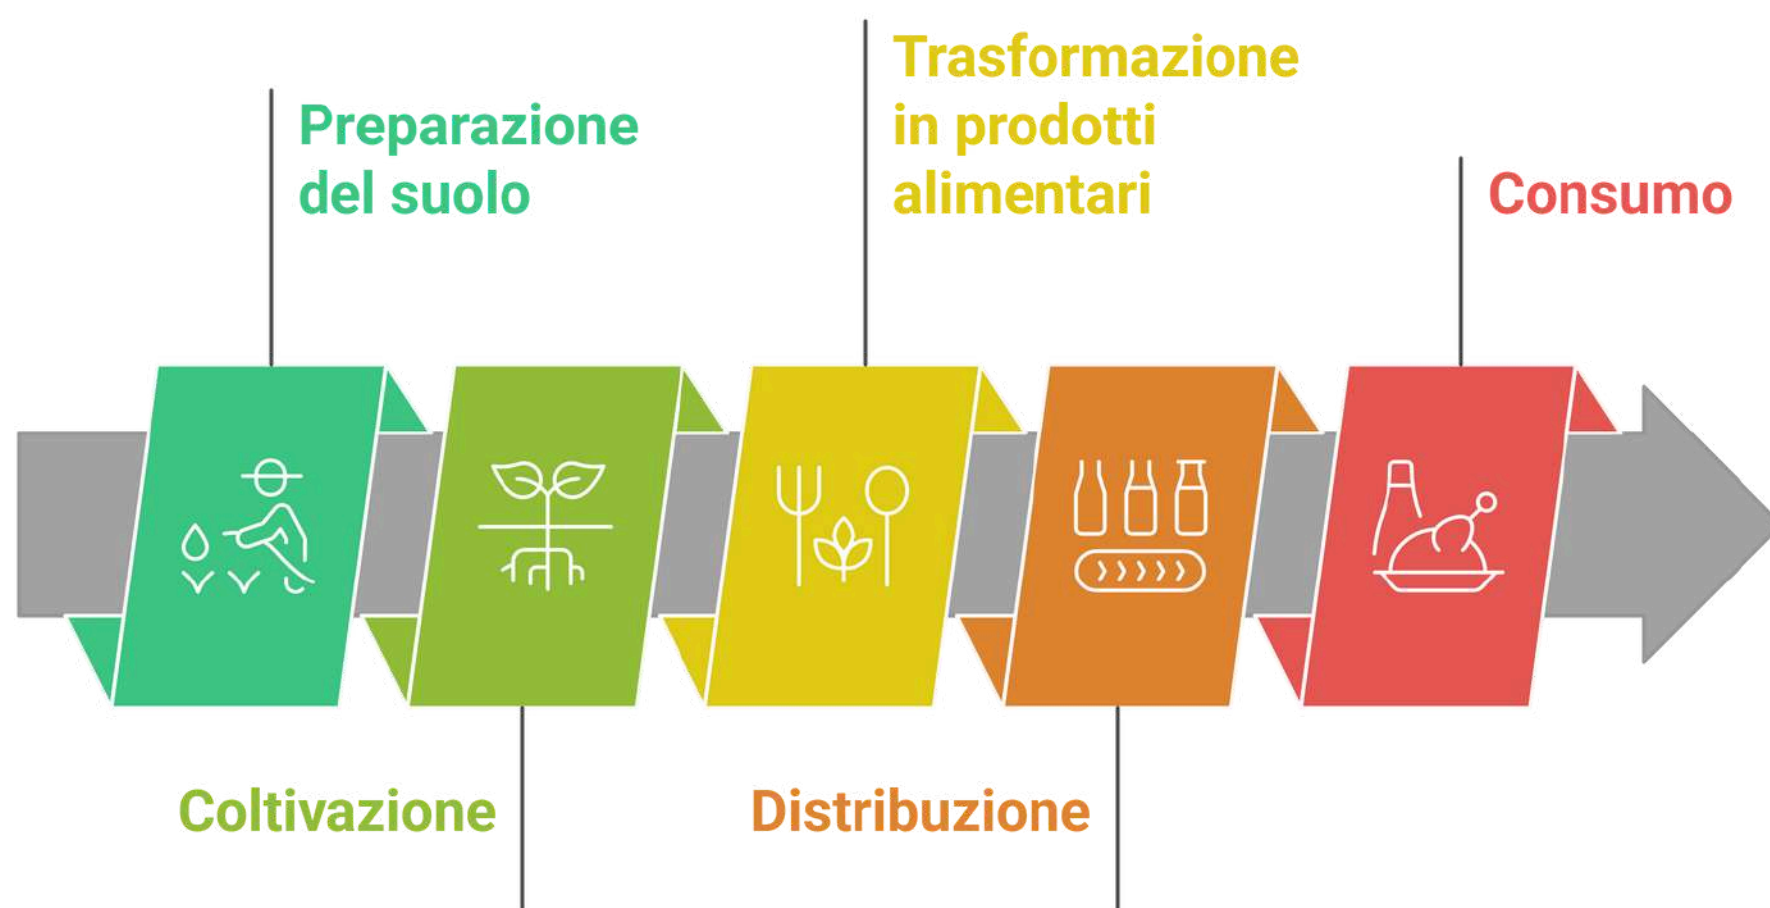 Preparazione
del suolo
Coltivazione
Trasformazione
in prodotti
alimentari
Distribuzione
Consumo